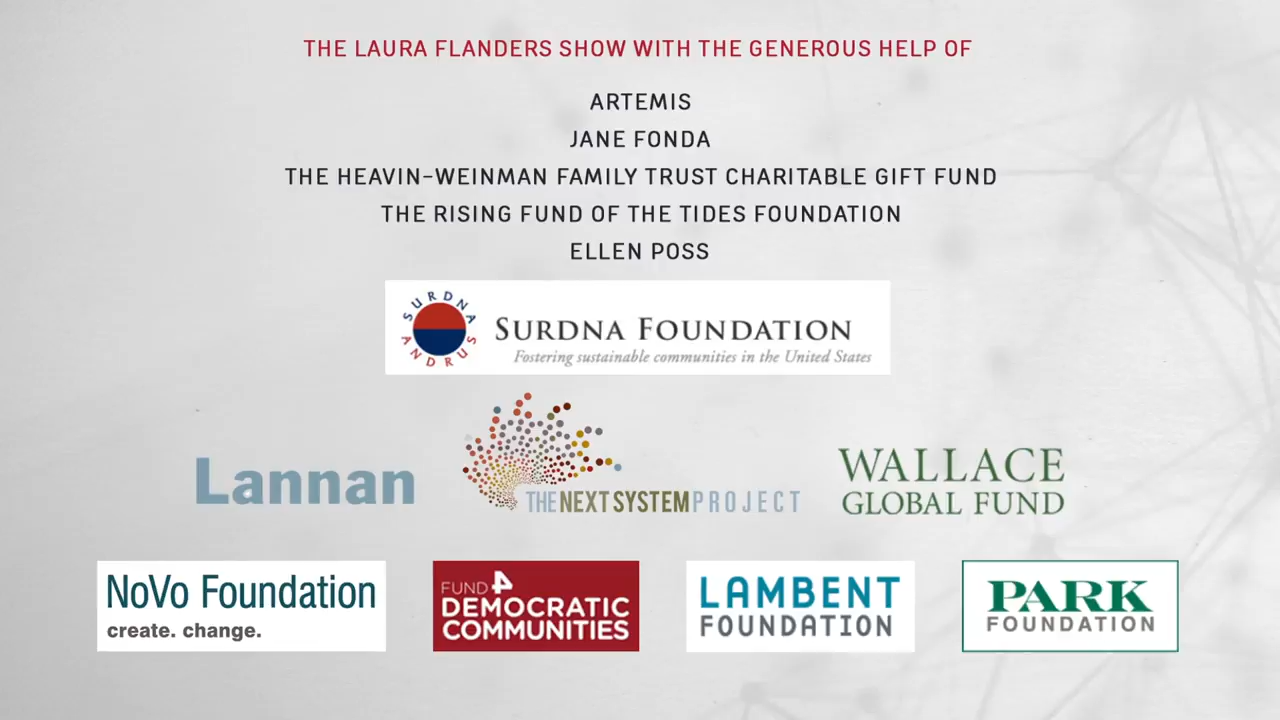 THE LAURA FLANDERS SHOW WITH THE GENEROUS HELP OF
ARTEMIS
JANE FONDA
THE HEAVIN-WEINMAN FAMILY TRUST CHARITABLE GIFT FUND
THE RISING FUND OF THE TIDES FOUNDATION
ELLEN POSS
SURDNA
ANDRUS
SURDNA FOUNDATION
Fostering sustainable communities in the United States
Lannan
THE NEXT SYSTEM PROJECT
WALLACE
GLOBAL FUND
NoVo Foundation
create. change.
FUND 4
DEMOCRATIC
COMMUNITIES
LAMBENT
FOUNDATION
PARK
FOUNDATION